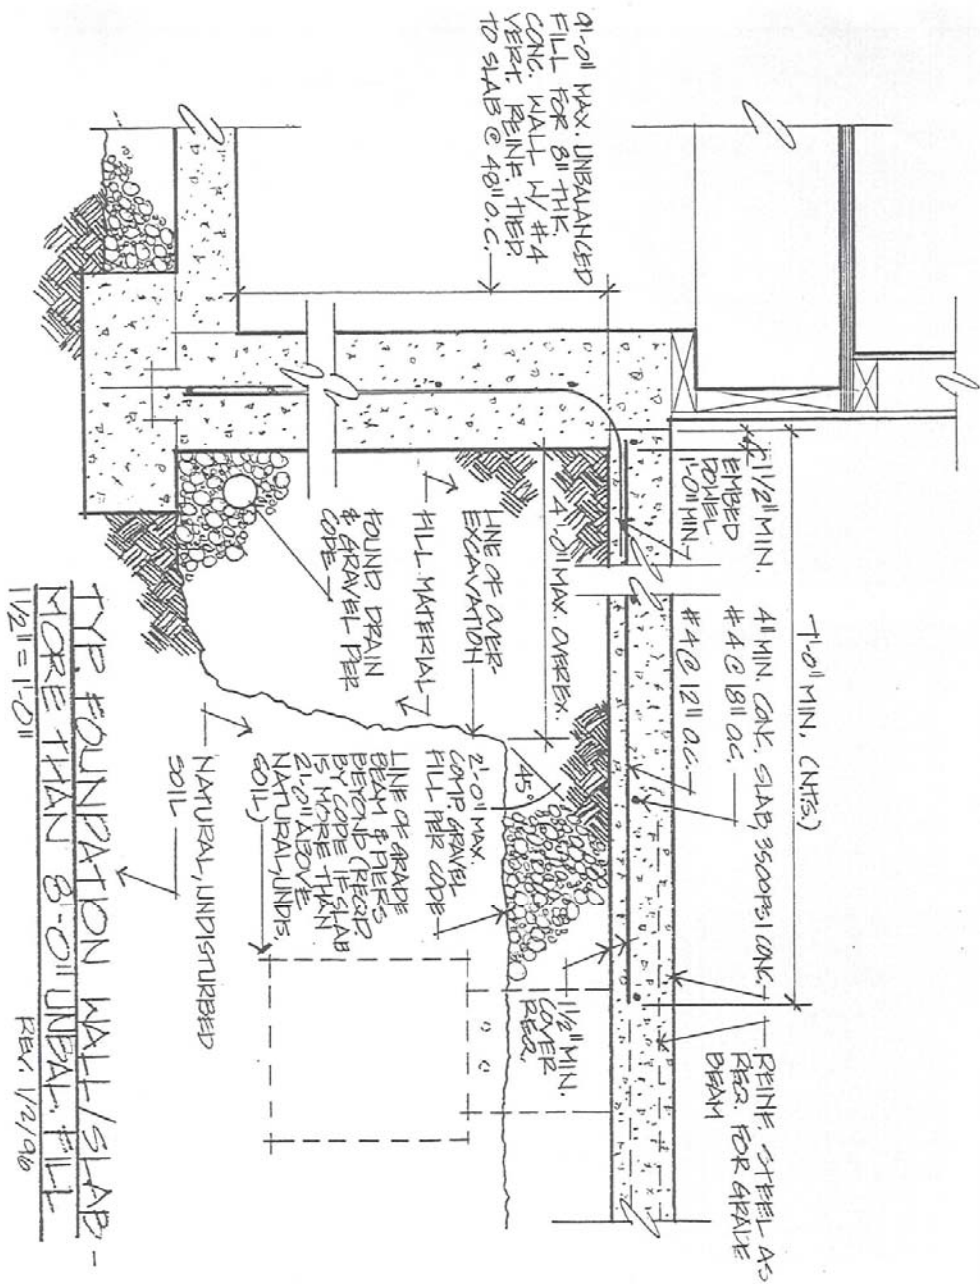 9'-0" MAX. UNBALANCED
FILL FOR 8" THK.
CONC. WALL W/ #4
VERT. REINF. TIED
TO SLAB @ 48" O.C.
7'-0" MIN. (N.T.S.)
1 1/2" MIN.
EMBED
DOWEL
1'-0" MIN.
4" MIN. CONC. SLAB, 3500 PSI CONC.
#4 @ 18" O.C.
#4 @ 12" O.C.
REINF. STEEL AS
REQ. FOR GRADE
BEAM
4'-0" MAX. OVEREX.
LINE OF OVER-
EXCAVATION
FILL MATERIAL
FOUND. DRAIN
& GRAVEL PER
CODE
45°
2'-0" MAX.
COMP. GRAVEL
FILL PER CODE
LINE OF GRADE
BEAM & PIERS
BEYOND (REQ'D
BY CODE IF SLAB
IS MORE THAN
2'-0" ABOVE
NATURAL, UNDIS.
SOIL)
1 1/2" MIN.
COVER
REQ.
NATURAL, UNDISTURBED
SOIL
TYP. FOUNDATION WALL/SLAB -
MORE THAN 8'-0" UNBAL. FILL
1 1/2" = 1'-0"
REV. 1/2/96